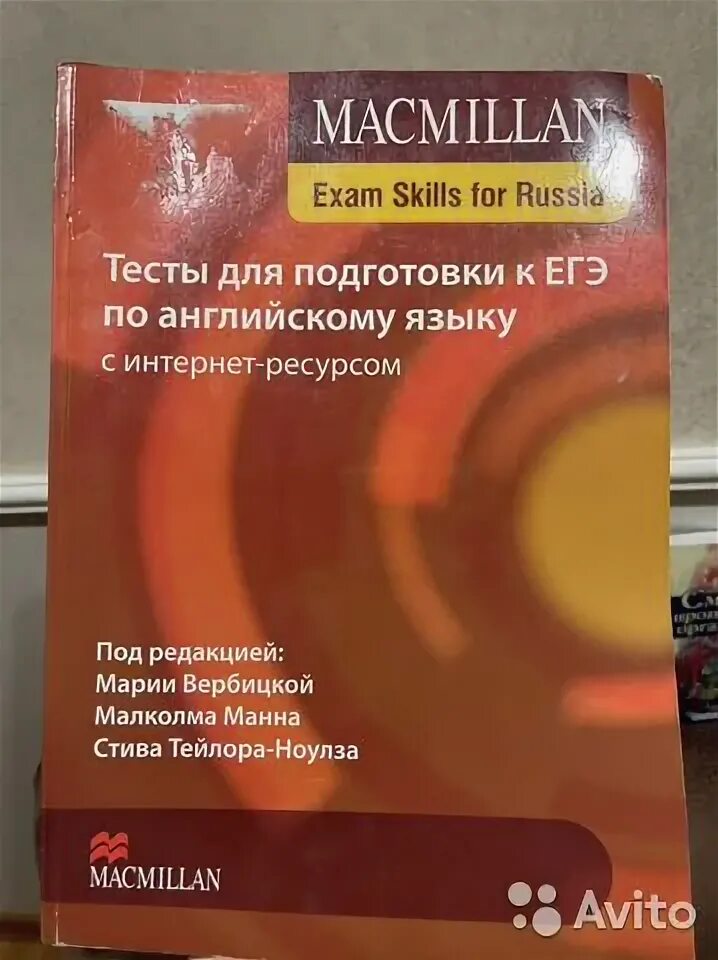 MACMILLAN
Exam Skills for Russia
Тесты для подготовки к ЕГЭ
по английскому языку
с интернет-ресурсом
Под редакцией:
Марии Вербицкой
Малколма Манна
Стива Тейлора-Ноулза
MACMILLAN
Avito